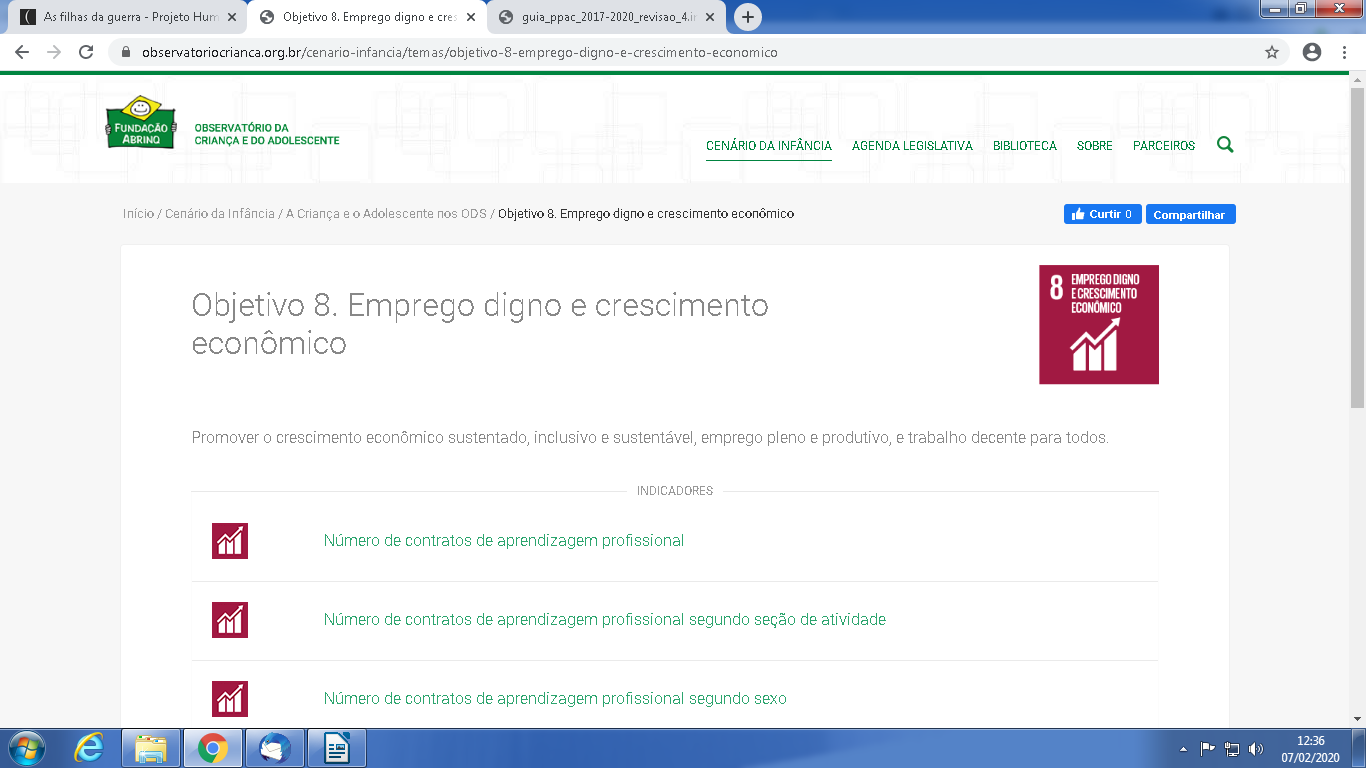 As filhas da guerra - Projeto Hum
Objetivo 8. Emprego digno e cres
guia_ppac_2017-2020_revisao_4.in
observatoriocrianca.org.br/cenario-infancia/temas/objetivo-8-emprego-digno-e-crescimento-economico
FUNDAÇÃO
ABRINQ
OBSERVATÓRIO DA
CRIANÇA E DO ADOLESCENTE
CENÁRIO DA INFÂNCIA
AGENDA LEGISLATIVA
BIBLIOTECA
SOBRE
PARCEIROS
Início / Cenário da Infância / A Criança e o Adolescente nos ODS / Objetivo 8. Emprego digno e crescimento econômico
Curtir 0
Compartilhar
Objetivo 8. Emprego digno e crescimento
econômico
8 EMPREGO DIGNO
E CRESCIMENTO
ECONÔMICO
Promover o crescimento econômico sustentado, inclusivo e sustentável, emprego pleno e produtivo, e trabalho decente para todos.
INDICADORES
Número de contratos de aprendizagem profissional
Número de contratos de aprendizagem profissional segundo seção de atividade
Número de contratos de aprendizagem profissional segundo sexo
12:36
07/02/2020